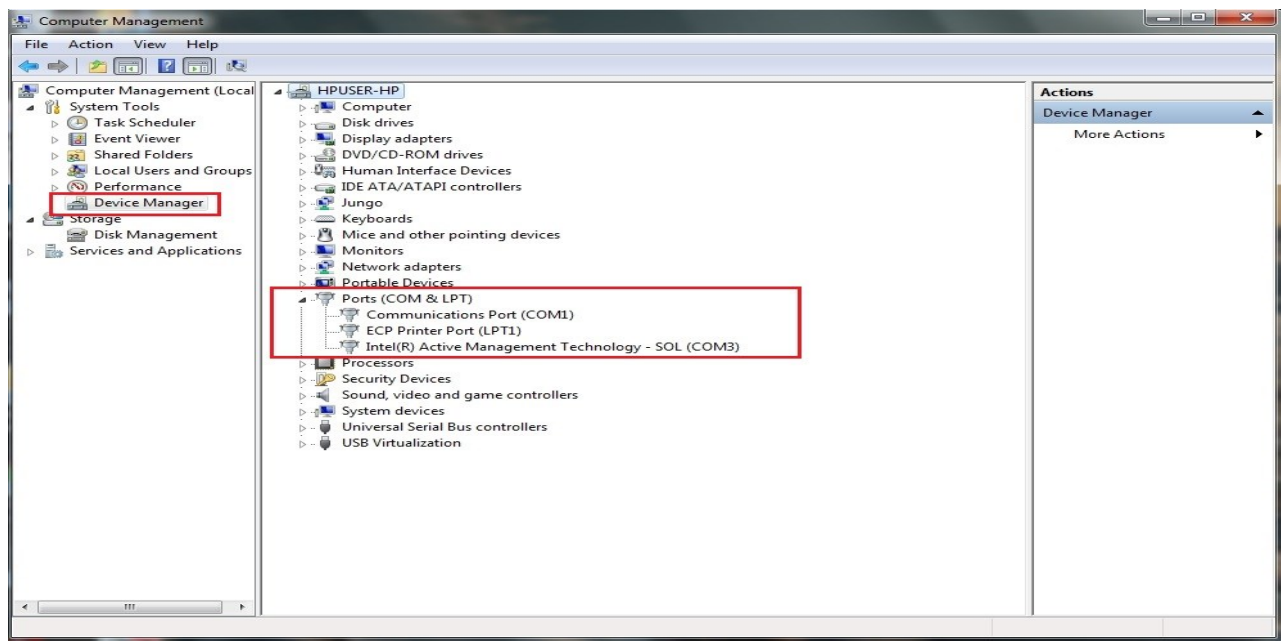 Computer Management
File Action View Help
Computer Management (Local
System Tools
Task Scheduler
Event Viewer
Shared Folders
Local Users and Groups
Performance
Device Manager
Storage
Disk Management
Services and Applications
HPUSER-HP
Computer
Disk drives
Display adapters
DVD/CD-ROM drives
Human Interface Devices
IDE ATA/ATAPI controllers
Jungo
Keyboards
Mice and other pointing devices
Monitors
Network adapters
Portable Devices
Ports (COM & LPT)
Communications Port (COM1)
ECP Printer Port (LPT1)
Intel(R) Active Management Technology - SOL (COM3)
Processors
Security Devices
Sound, video and game controllers
System devices
Universal Serial Bus controllers
USB Virtualization
Actions
Device Manager
More Actions